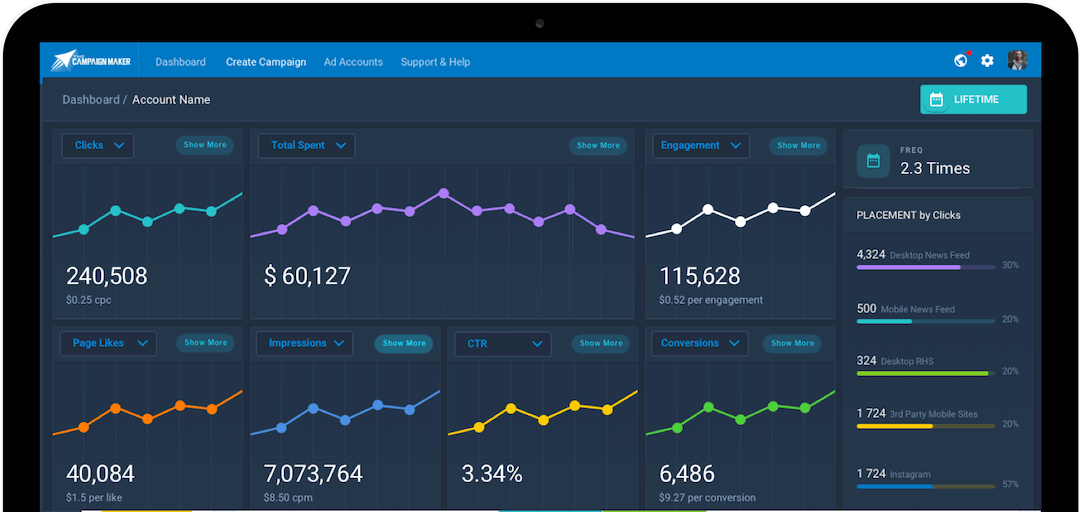 THE
CAMPAIGN MAKER
Dashboard
Create Campaign
Ad Accounts
Support & Help
Dashboard / Account Name
LIFETIME
Clicks
Show More
240,508
$0.25 cpc
Total Spent
Show More
$ 60,127
Engagement
Show More
115,628
$0.52 per engagement
FREQ
2.3 Times
PLACEMENT by Clicks
4,324 Desktop News Feed
30%
500 Mobile News Feed
20%
324 Desktop RHS
20%
1 724 3rd Party Mobile Sites
20%
1 724 Instagram
57%
Page Likes
Show More
40,084
$1.5 per like
Impressions
Show More
7,073,764
$8.50 cpm
CTR
Show More
3.34%
Conversions
Show More
6,486
$9.27 per conversion